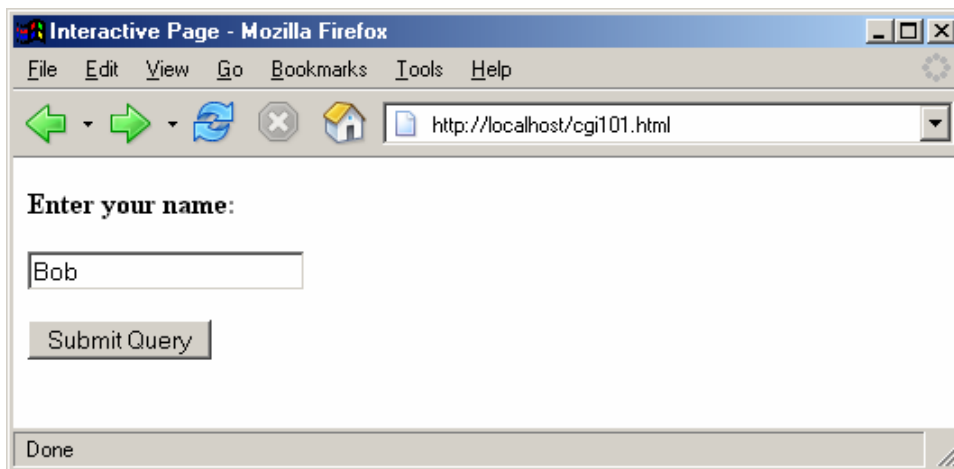 Interactive Page - Mozilla Firefox
File Edit View Go Bookmarks Tools Help
http://localhost/cgi101.html
Enter your name:
Bob
Submit Query
Done